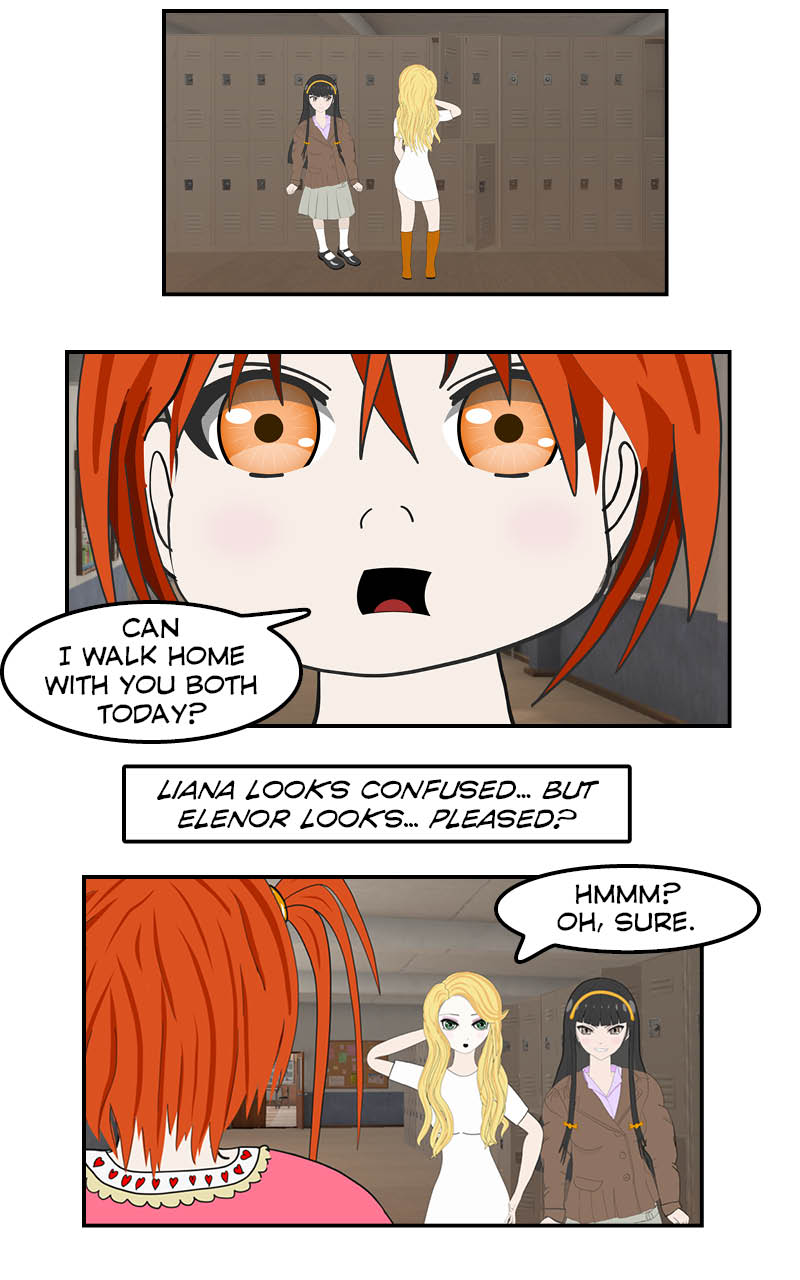 CAN
I WALK HOME
WITH YOU BOTH
TODAY?
LIANA LOOKS CONFUSED... BUT
ELENOR LOOKS... PLEASED?
HMMM?
OH, SURE.